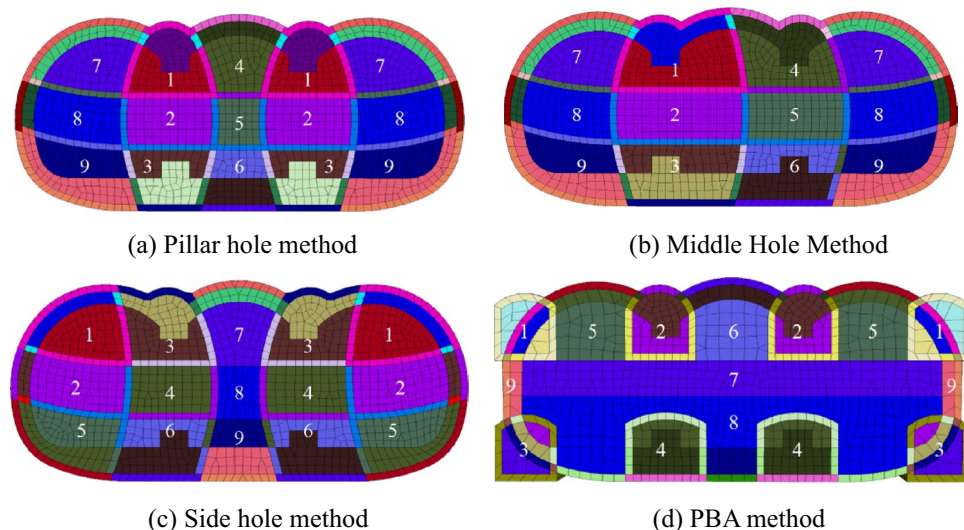 7 1 4 1 7
8 2 5 2 8
9 3 6 3 9
(a) Pillar hole method
7 1 4 7
8 2 5 8
9 3 6 9
(b) Middle Hole Method
1 3 7 3 1
2 4 8 4 2
5 6 9 6 5
(c) Side hole method
1 5 2 6 2 5 1
9 7 9
3 4 8 4 3
(d) PBA method